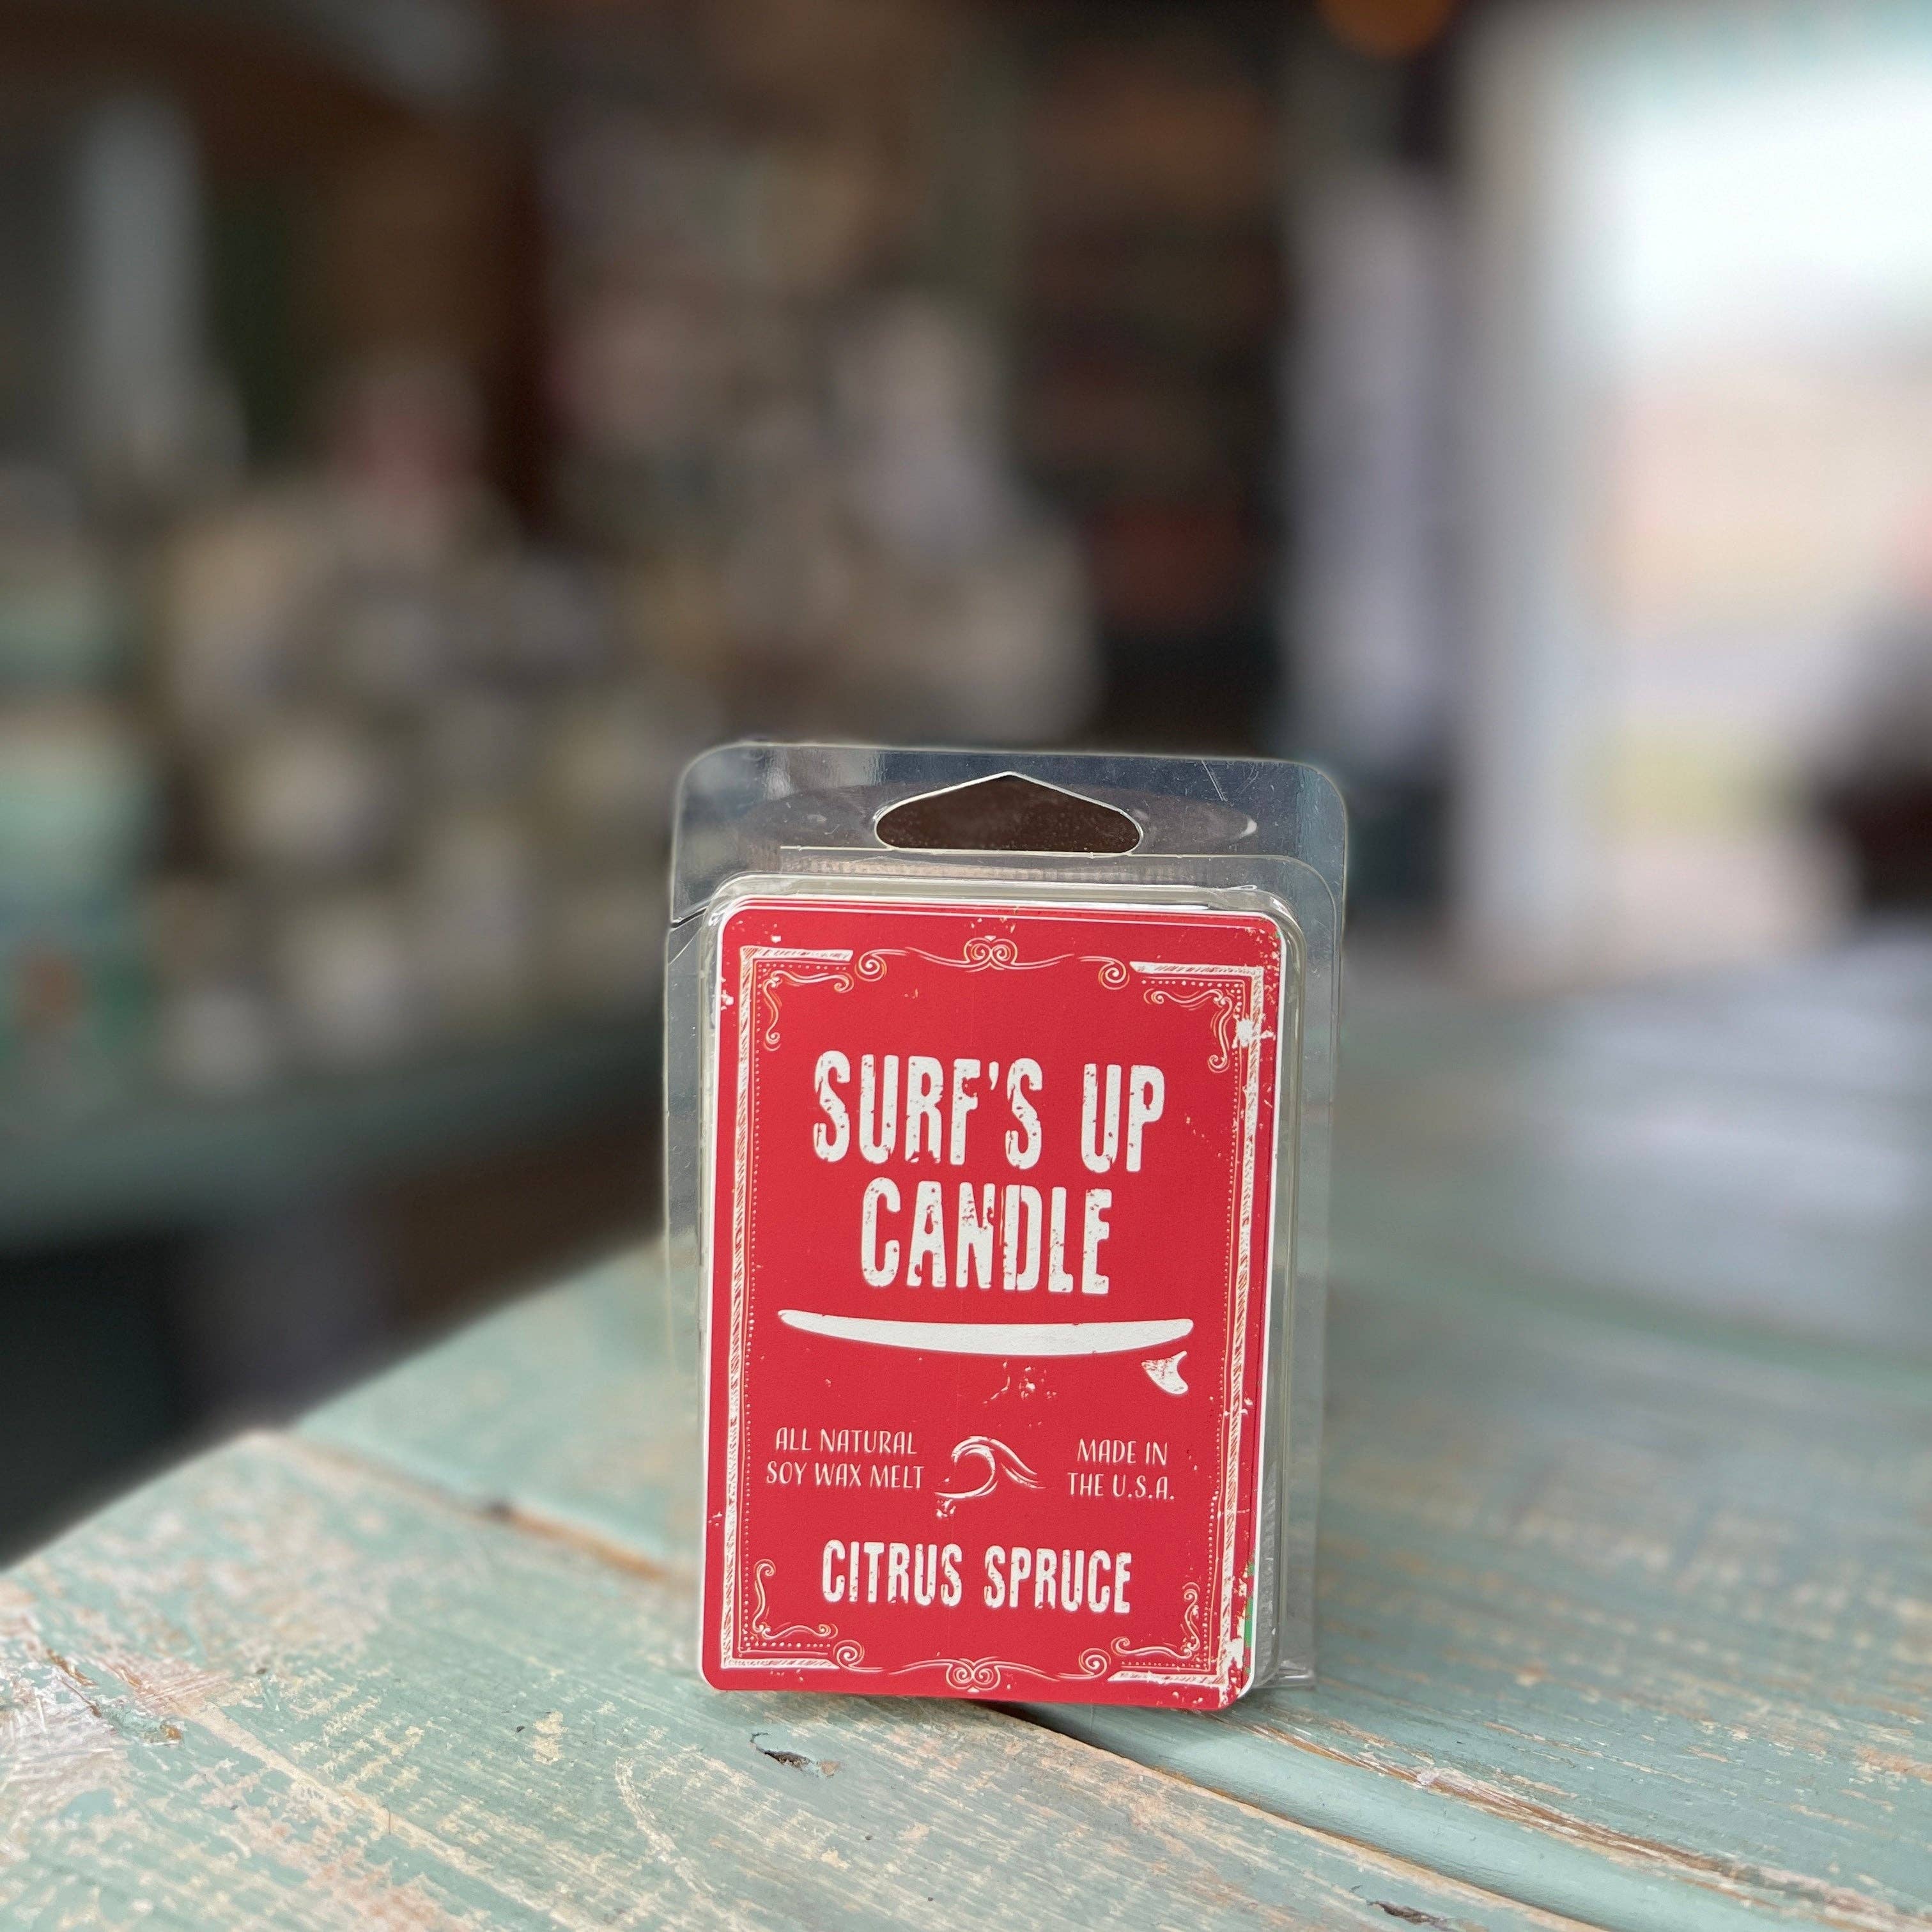 SURF'S UP
CANDLE
ALL NATURAL
SOY WAX MELT
MADE IN
THE U.S.A.
CITRUS SPRUCE